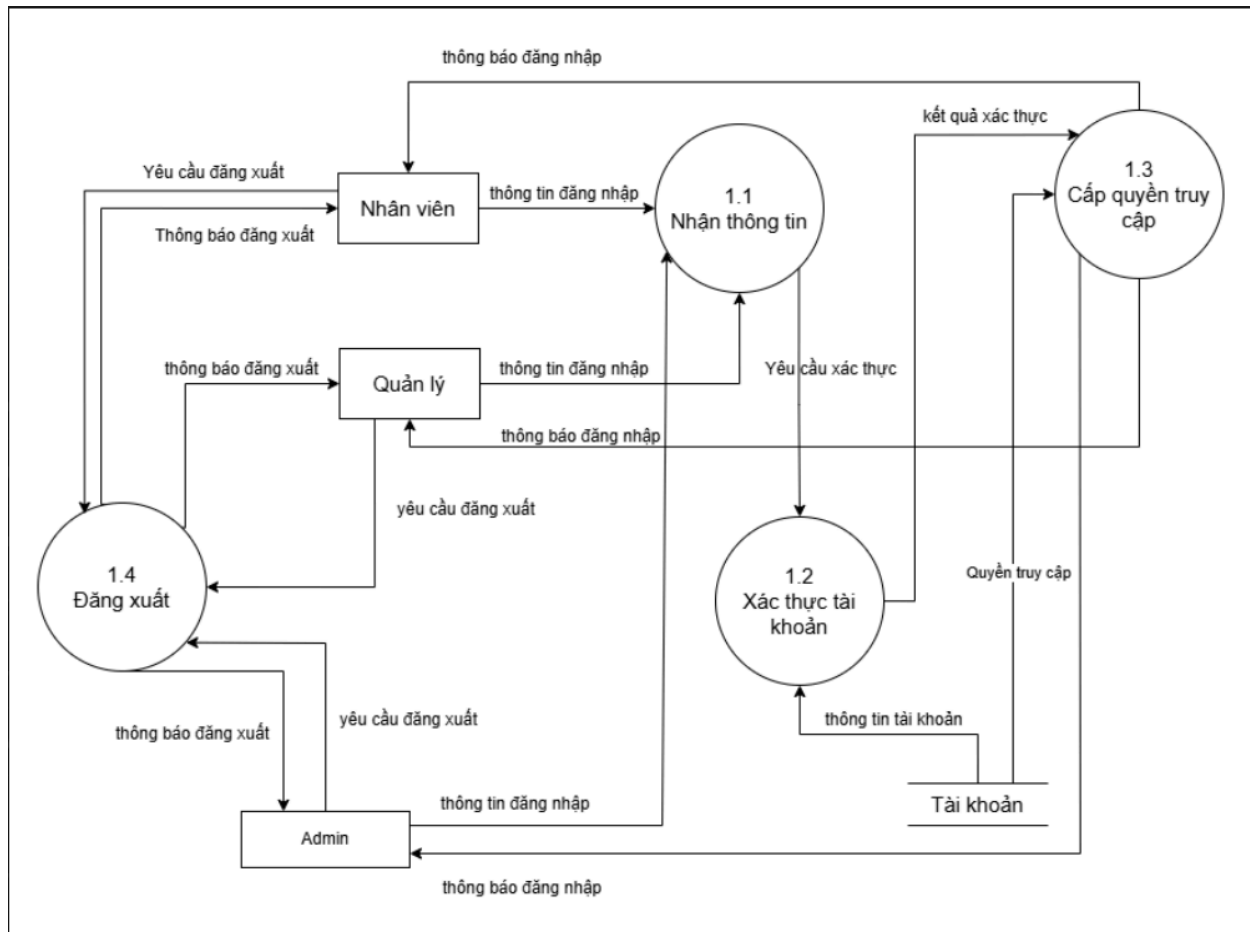 thông báo đăng nhập
kết quả xác thực
Yêu cầu đăng xuất
Nhân viên
thông tin đăng nhập
1.1
Nhận thông tin
1.3
Cấp quyền truy
cập
Thông báo đăng xuất
thông báo đăng xuất
Quản lý
thông tin đăng nhập
Yêu cầu xác thực
thông báo đăng nhập
yêu cầu đăng xuất
1.4
Đăng xuất
1.2
Xác thực tài
khoản
Quyền truy cập
thông báo đăng xuất
yêu cầu đăng xuất
thông tin tài khoản
Admin
thông tin đăng nhập
Tài khoản
thông báo đăng nhập